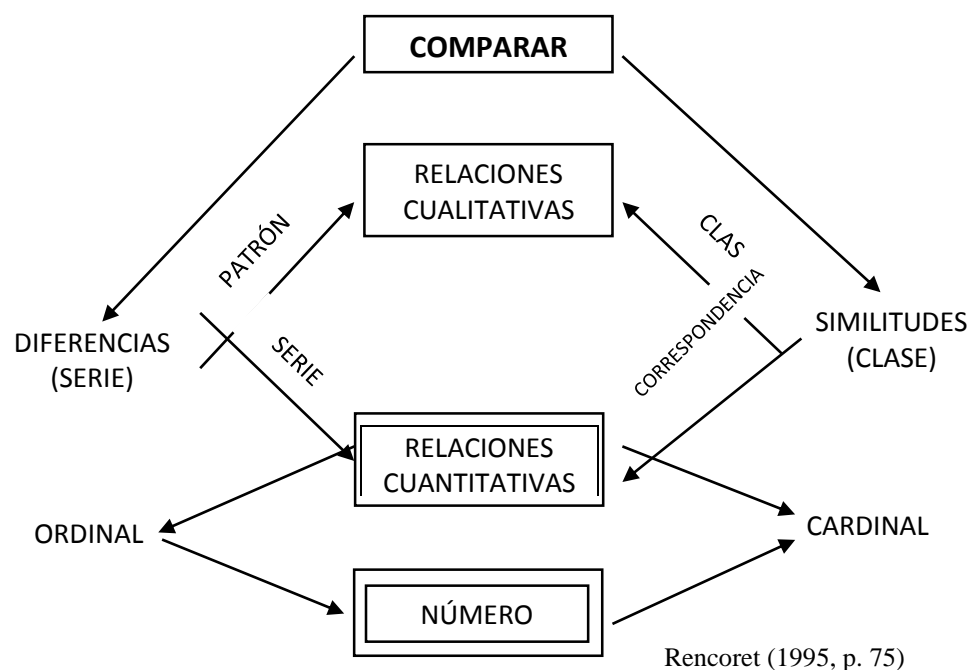 COMPARAR
RELACIONES
CUALITATIVAS
PATRÓN
CLAS
DIFERENCIAS
(SERIE)
SERIE
CORRESPONDENCIA
SIMILITUDES
(CLASE)
RELACIONES
CUANTITATIVAS
ORDINAL
CARDINAL
NÚMERO
Rencoret (1995, p. 75)